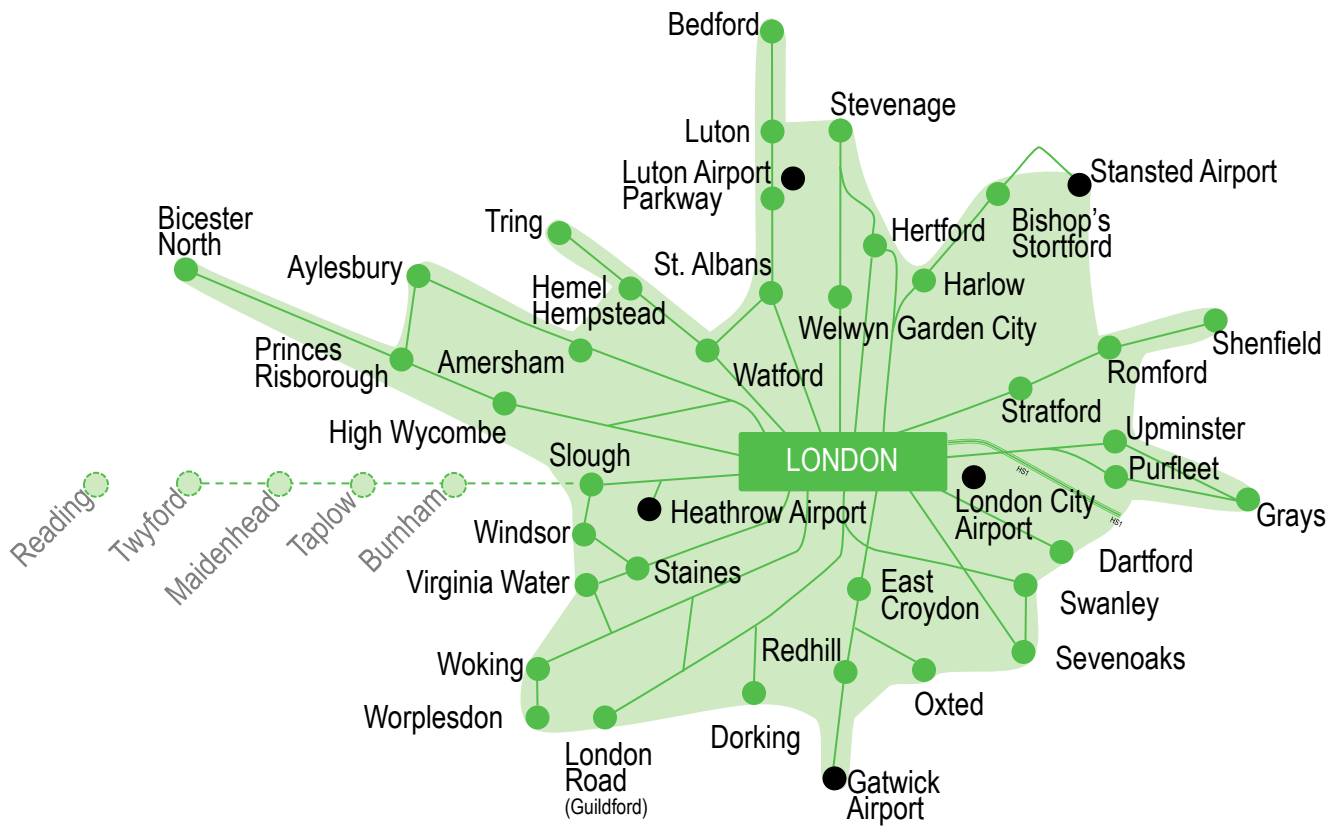 Bedford
Stevenage
Luton
Luton Airport
Parkway
Stansted Airport
Bicester
North
Tring
Hertford
Bishop's
Stortford
Aylesbury
St. Albans
Hemel
Hempstead
Harlow
Welwyn Garden City
Princes
Risborough
Amersham
Watford
Shenfield
Romford
Stratford
High Wycombe
Upminster
Slough
LONDON
Purfleet
HS1
London City
Airport
HS1
Grays
Reading
Twyford
Maidenhead
Taplow
Burnham
Heathrow Airport
Windsor
Dartford
Virginia Water
Staines
East
Croydon
Swanley
Redhill
Sevenoaks
Woking
Oxted
Worplesdon
Dorking
London
Road
(Guildford)
Gatwick
Airport